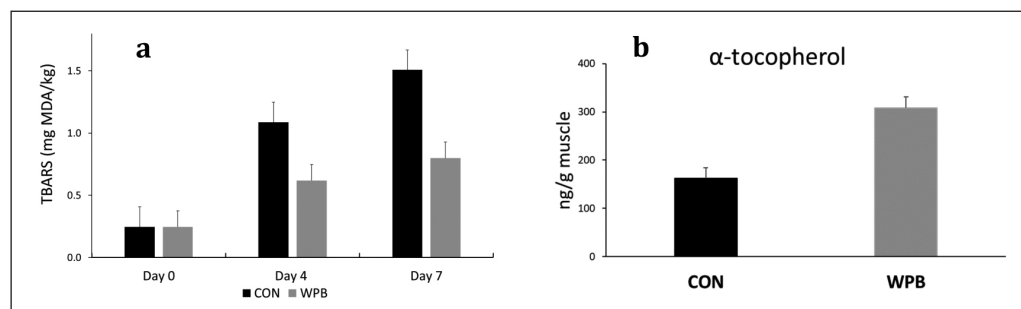 a
TBARS (mg MDA/kg)
1.5
1.0
0.5
0.0
Day 0
Day 4
Day 7
CON
WPB
b
α-tocopherol
ng/g muscle
400
300
200
100
0
CON
WPB